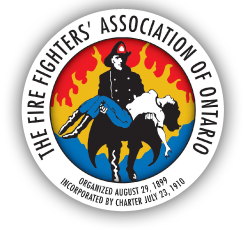 THE FIRE FIGHTERS' ASSOCIATION OF ONTARIO
ORGANIZED AUGUST 29, 1899
INCORPORATED BY CHARTER JULY 23, 1910